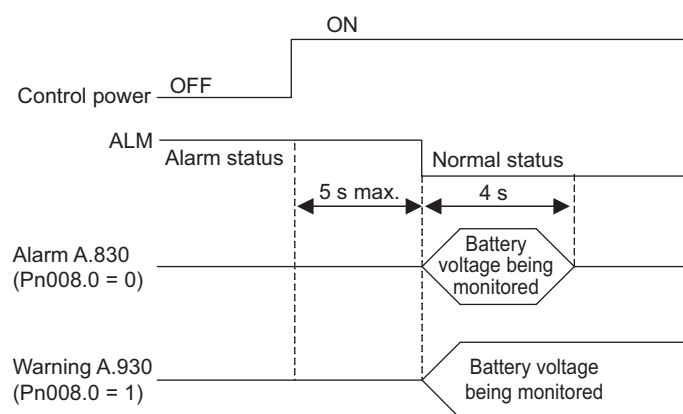 ON
OFF
Control power
ALM
Alarm status
Normal status
5 s max.
4 s
Alarm A.830
(Pn008.0 = 0)
Battery
voltage being
monitored
Warning A.930
(Pn008.0 = 1)
Battery voltage
being monitored